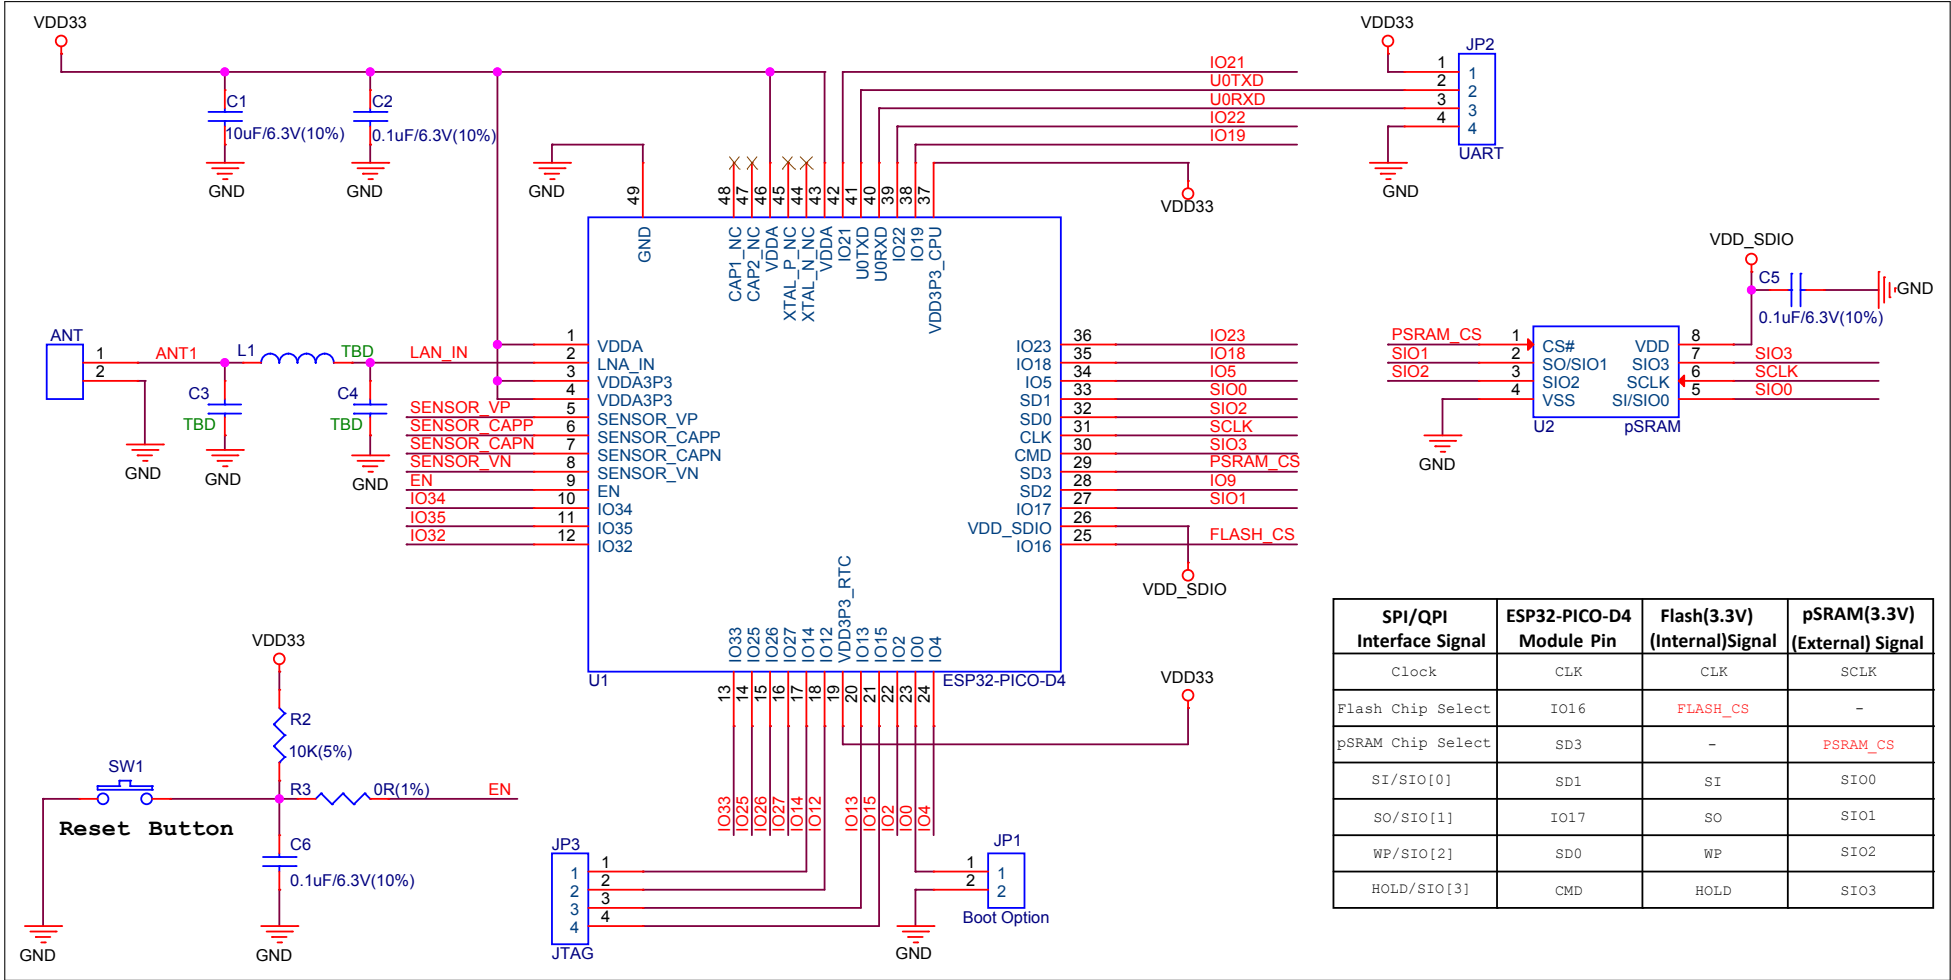 VDD33
C1
10uF/6.3V(10%)
GND
C2
0.1uF/6.3V(10%)
GND
GND
49
48
47
46
45
44
43
42
41
40
39
38
37
GND
CAP1_NC
CAP2_NC
VDDA
XTAL_P_NC
XTAL_N_NC
VDDA
IO21
U0TXD
U0RXD
IO22
IO19
VDD3P3_CPU
IO21
U0TXD
U0RXD
IO22
IO19
VDD33
VDD33
JP2
1 1
2 2
3 3
4 4
UART
GND
ANT
1
2
ANT1
L1
TBD
LAN_IN
C3
TBD
C4
TBD
GND
GND
GND
1 VDDA
2 LNA_IN
3 VDDA3P3
4 VDDA3P3
SENSOR_VP 5 SENSOR_VP
SENSOR_CAPP 6 SENSOR_CAPP
SENSOR_CAPN 7 SENSOR_CAPN
SENSOR_VN 8 SENSOR_VN
EN 9 EN
IO34 10 IO34
IO35 11 IO35
IO32 12 IO32
IO23 36 IO23
IO18 35 IO18
IO5 34 IO5
SD1 33 SIO0
SD0 32 SIO2
CLK 31 SCLK
CMD 30 SIO3
SD3 29 PSRAM_CS
SD2 28 IO9
IO17 27 SIO1
VDD_SDIO 26
IO16 25 FLASH_CS
VDD_SDIO
VDD_SDIO
C5
0.1uF/6.3V(10%)
GND
PSRAM_CS 1 CS#
SIO1 2 SO/SIO1
SIO2 3 SIO2
4 VSS
VDD 8
SIO3 7 SIO3
SCLK 6 SCLK
SI/SIO0 5 SIO0
U2
pSRAM
GND
IO33
IO25
IO26
IO27
IO14
IO12
VDD3P3_RTC
IO13
IO15
IO2
IO0
IO4
U1
ESP32-PICO-D4
13
14
15
16
17
18
19
20
21
22
23
24
VDD33
IO33
IO25
IO26
IO27
IO14
IO12
IO13
IO15
IO2
IO0
IO4
VDD33
R2
10K(5%)
SW1
R3
0R(1%)
EN
Reset Button
C6
0.1uF/6.3V(10%)
GND
GND
JP3
1 1
2 2
3 3
4 4
JTAG
JP1
1 1
2 2
Boot Option
GND
SPI/QPI Interface Signal
ESP32-PICO-D4 Module Pin
Flash(3.3V) (Internal)Signal
pSRAM(3.3V) (External) Signal
Clock CLK CLK SCLK
Flash Chip Select IO16 FLASH_CS -
pSRAM Chip Select SD3 - PSRAM_CS
SI/SIO[0] SD1 SI SIO0
SO/SIO[1] IO17 SO SIO1
WP/SIO[2] SD0 WP SIO2
HOLD/SIO[3] CMD HOLD SIO3